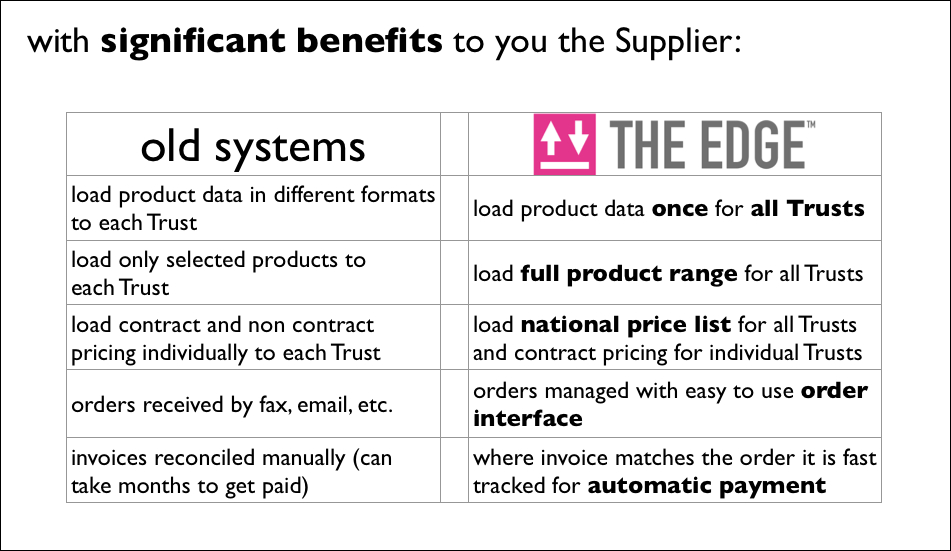 with significant benefits to you the Supplier:
old systems
THE EDGE™
load product data in different formats
to each Trust
load product data once for all Trusts
load only selected products to
each Trust
load full product range for all Trusts
load contract and non contract
pricing individually to each Trust
load national price list for all Trusts
and contract pricing for individual Trusts
orders received by fax, email, etc.
orders managed with easy to use order
interface
invoices reconciled manually (can
take months to get paid)
where invoice matches the order it is fast
tracked for automatic payment